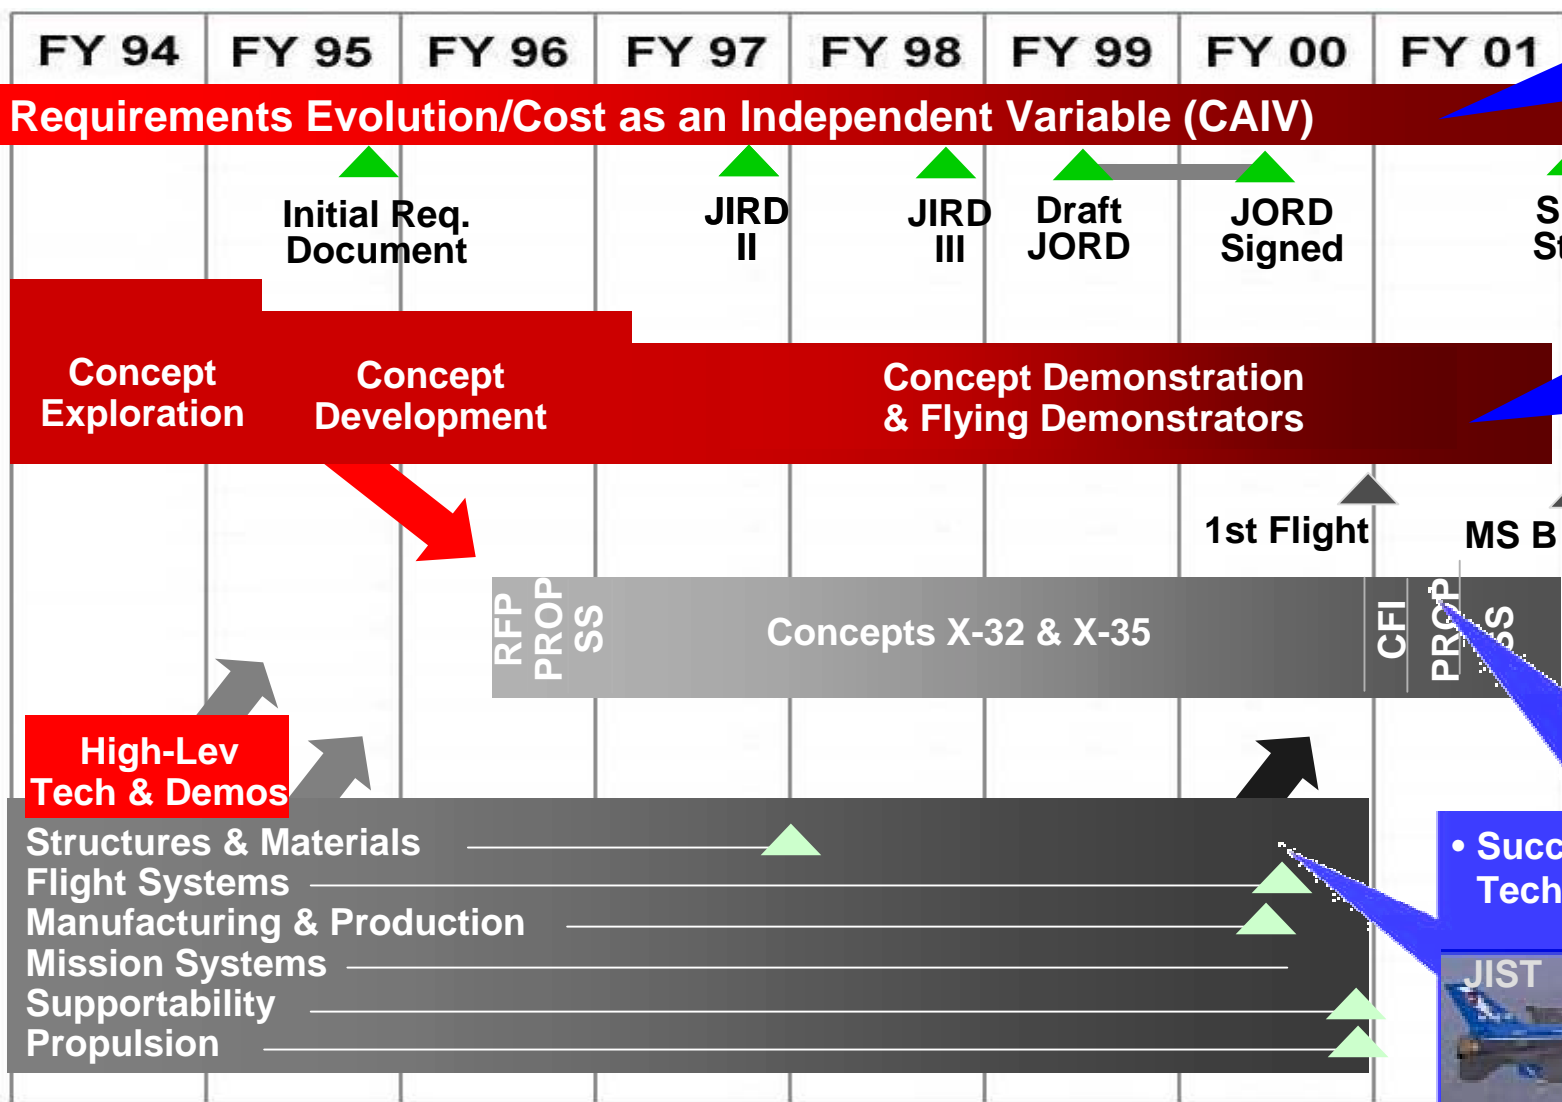 FY 94 FY 95 FY 96 FY 97 FY 98 FY 99 FY 00 FY 01
Requirements Evolution/Cost as an Independent Variable (CAIV)
Initial Req.
Document
JIRD
II
JIRD
III
Draft
JORD
JORD
Signed
Concept
Exploration
Concept
Development
Concept Demonstration
& Flying Demonstrators
1st Flight
MS B
RFP
PROP
SS
Concepts X-32 & X-35
CFI
PROP
SS
High-Lev
Tech & Demos
Structures & Materials
Flight Systems
Manufacturing & Production
Mission Systems
Supportability
Propulsion
• Succ
Tech
JIST